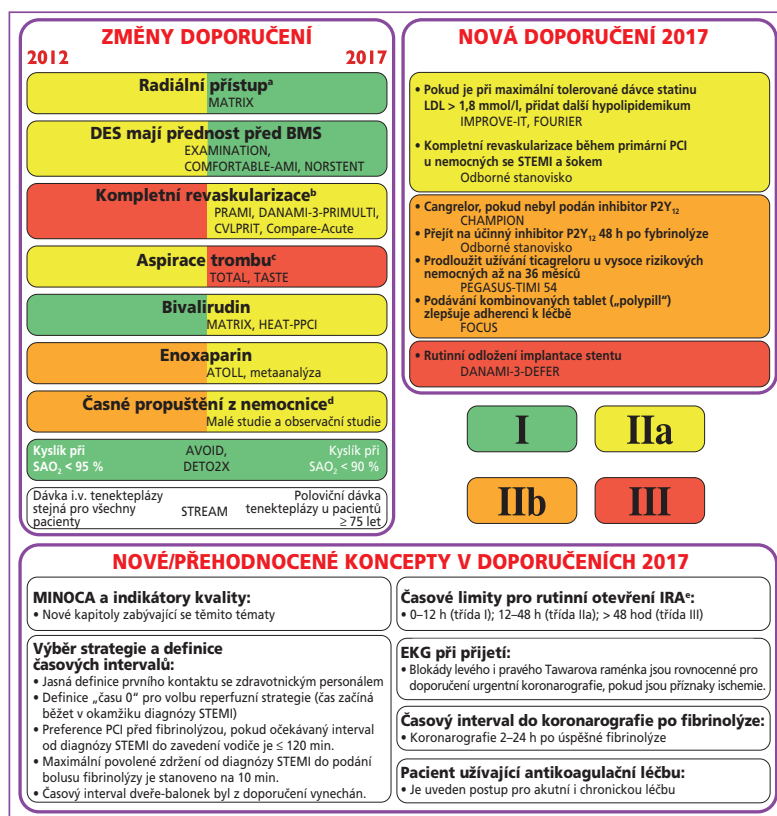 ZMĚNY DOPORUČENÍ
2012 2017
Radiální přístupᵃ
MATRIX
DES mají přednost před BMS
EXAMINATION,
COMFORTABLE-AMI, NORSTENT
Kompletní revaskularizaceᵇ
PRAMI, DANAMI-3-PRIMULTI,
CVLPRIT, Compare-Acute
Aspirace trombuᶜ
TOTAL, TASTE
Bivalirudin
MATRIX, HEAT-PPCI
Enoxaparin
ATOLL, metaanalýza
Časné propuštění z nemocniceᵈ
Malé studie a observační studie
Kyslík při
SAO₂ < 95 %
AVOID,
DETO2X
Kyslík při
SAO₂ < 90 %
Dávka i.v. tenekteplázy
stejná pro všechny
pacienty
STREAM
Poloviční dávka
tenekteplázy u pacientů
≥ 75 let
NOVÁ DOPORUČENÍ 2017
• Pokud je při maximální tolerované dávce statinu
LDL > 1,8 mmol/l, přidat další hypolipidemikum
IMPROVE-IT, FOURIER
• Kompletní revaskularizace během primární PCI
u nemocných se STEMI a šokem
Odborné stanovisko
• Cangrelor, pokud nebyl podán inhibitor P2Y₁₂
CHAMPION
• Přejít na účinný inhibitor P2Y₁₂ 48 h po fybrinolýze
Odborné stanovisko
• Prodloužit užívání ticagreloru u vysoce rizikových
nemocných až na 36 měsíců
PEGASUS-TIMI 54
• Podávání kombinovaných tablet („polypill“)
zlepšuje adherenci k léčbě
FOCUS
• Rutinní odložení implantace stentu
DANAMI-3-DEFER
I IIa
IIb III
NOVÉ/PŘEHODNOCENÉ KONCEPTY V DOPORUČENÍCH 2017
MINOCA a indikátory kvality:
• Nové kapitoly zabývající se těmito tématy
Výběr strategie a definice
časových intervalů:
• Jasná definice prvního kontaktu se zdravotnickým personálem
• Definice „času 0“ pro volbu reperfuzní strategie (čas začíná
běžet v okamžiku diagnózy STEMI)
• Preference PCI před fibrinolýzou, pokud očekávaný interval
od diagnózy STEMI do zavedení vodiče je ≤ 120 min.
• Maximální povolené zdržení od diagnózy STEMI do podání
bolusu fibrinolýzy je stanoveno na 10 min.
• Časový interval dveře-balonek byl z doporučení vynechán.
Časové limity pro rutinní otevření IRAᵉ:
• 0–12 h (třída I); 12–48 h (třída IIa); > 48 hod (třída III)
EKG při přijetí:
• Blokády levého i pravého Tawarova raménka jsou rovnocenné pro
doporučení urgentní koronarografie, pokud jsou příznaky ischemie.
Časový interval do koronarografie po fibrinolýze:
• Koronarografie 2–24 h po úspěšné fibrinolýze
Pacient užívající antikoagulační léčbu:
• Je uveden postup pro akutní i chronickou léčbu